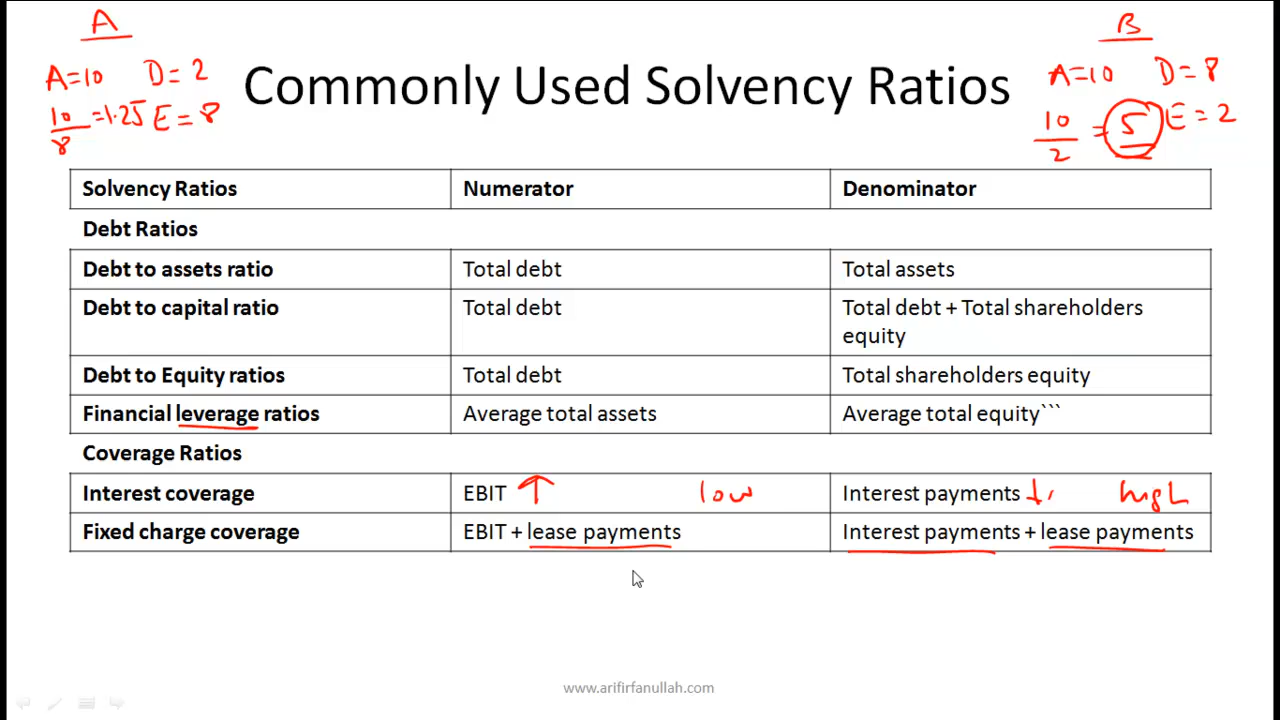 A
B
A=10 D=2
A=10 D=8
Commonly Used Solvency Ratios
10/8 =1.25 E=8
10/2 = 5 E=2
Solvency Ratios Numerator Denominator
Debt Ratios
Debt to assets ratio Total debt Total assets
Debt to capital ratio Total debt Total debt + Total shareholders
equity
Debt to Equity ratios Total debt Total shareholders equity
Financial leverage ratios Average total assets Average total equity```
Coverage Ratios
Interest coverage EBIT ↑ low Interest payments ↓ high
Fixed charge coverage EBIT + lease payments Interest payments + lease payments
www.arifirfanullah.com